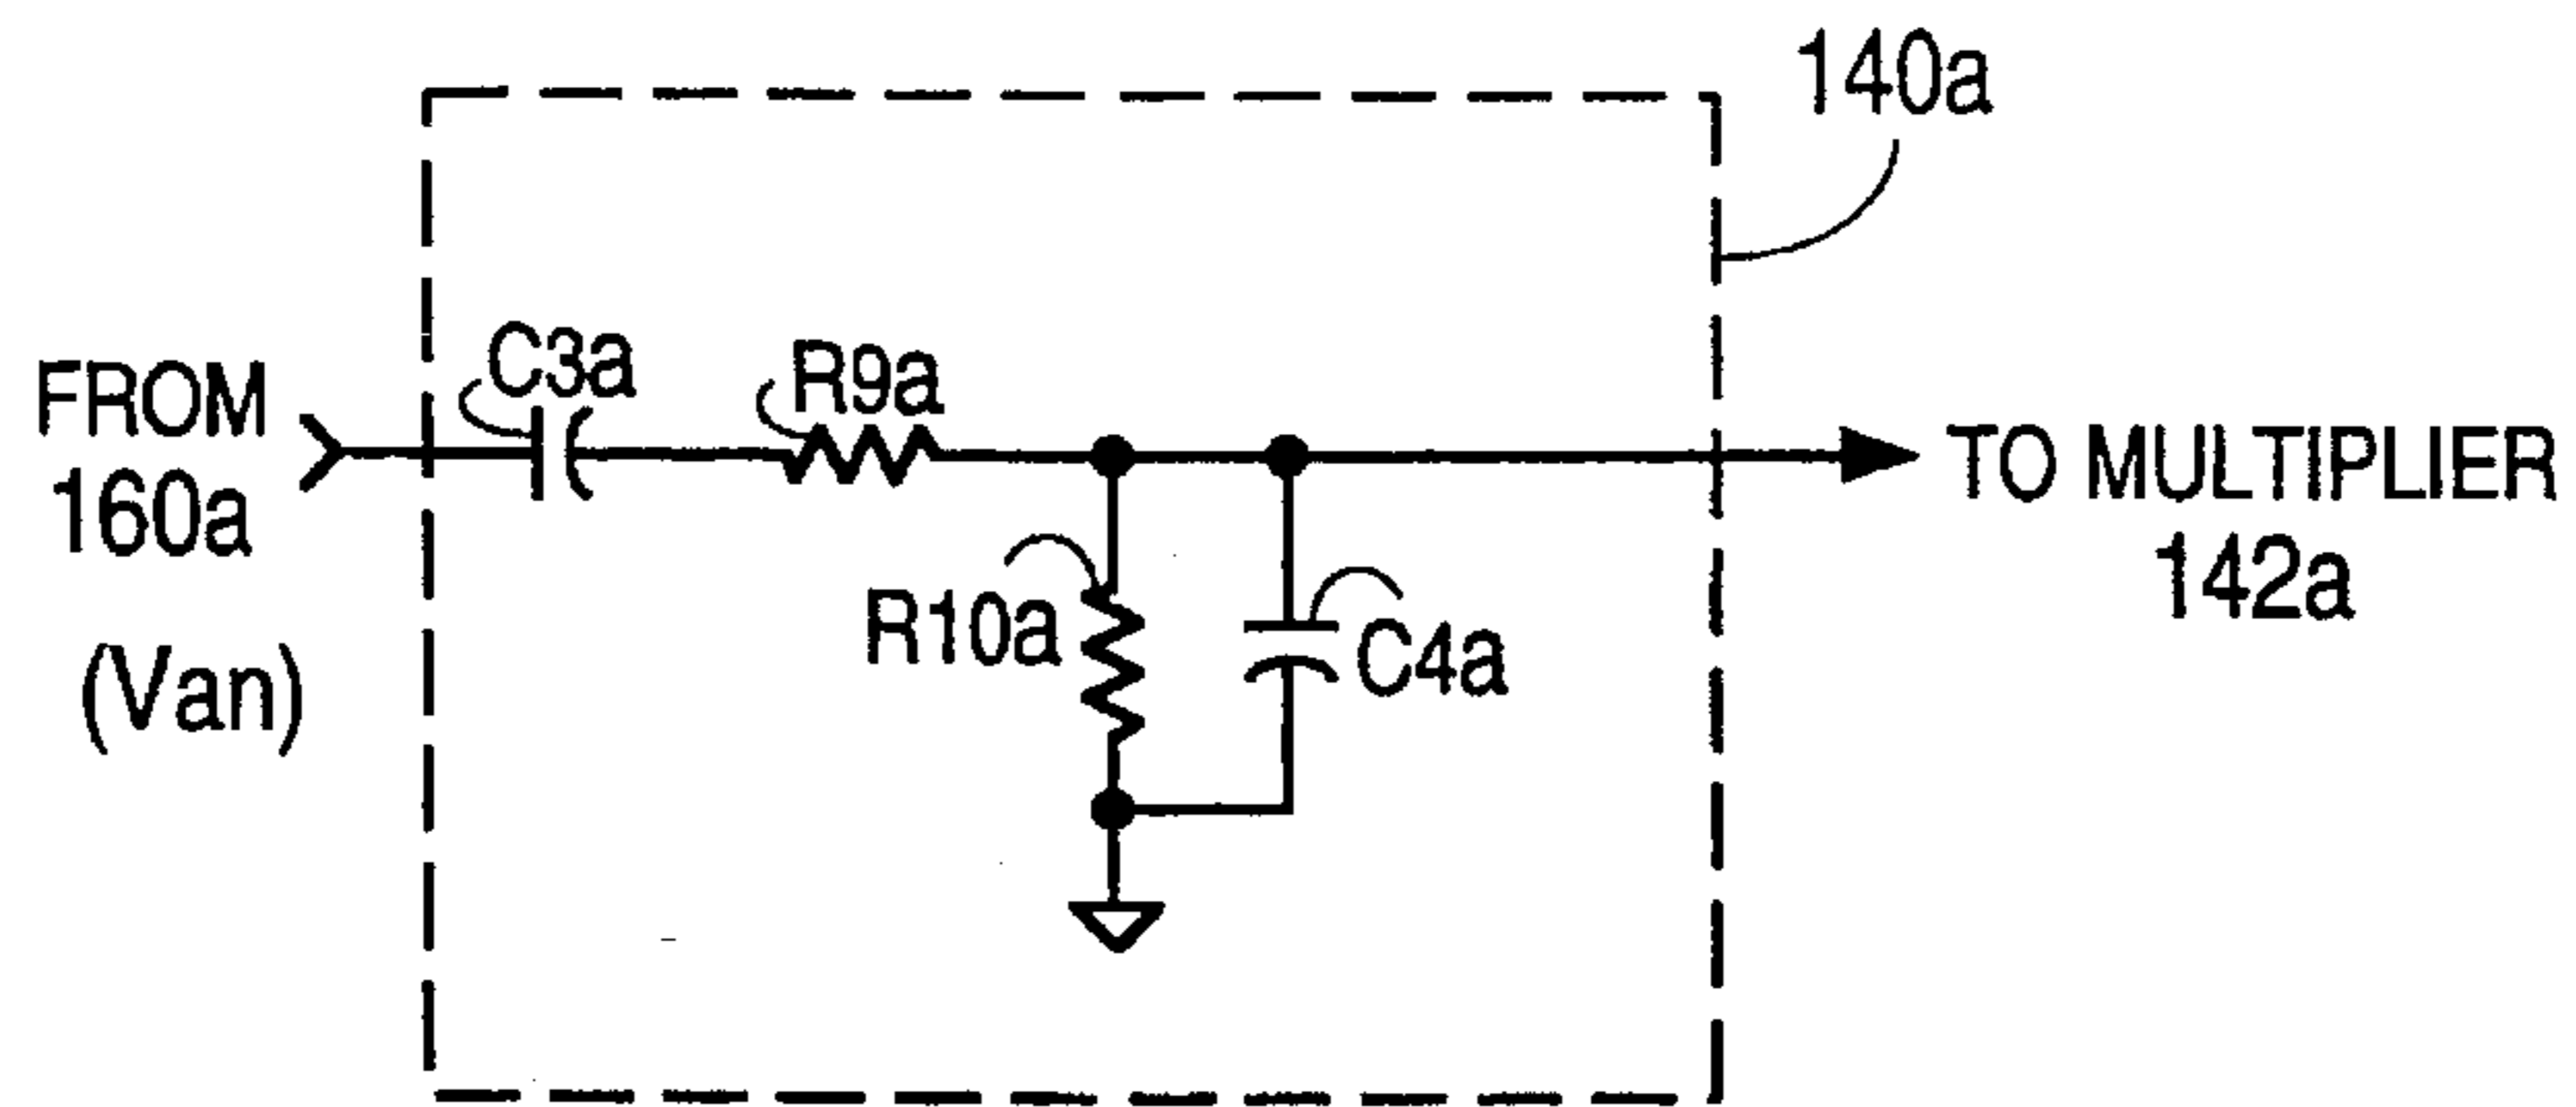 140a
C3a
R9a
FROM
160a
(Van)
TO MULTIPLIER
142a
R10a
C4a